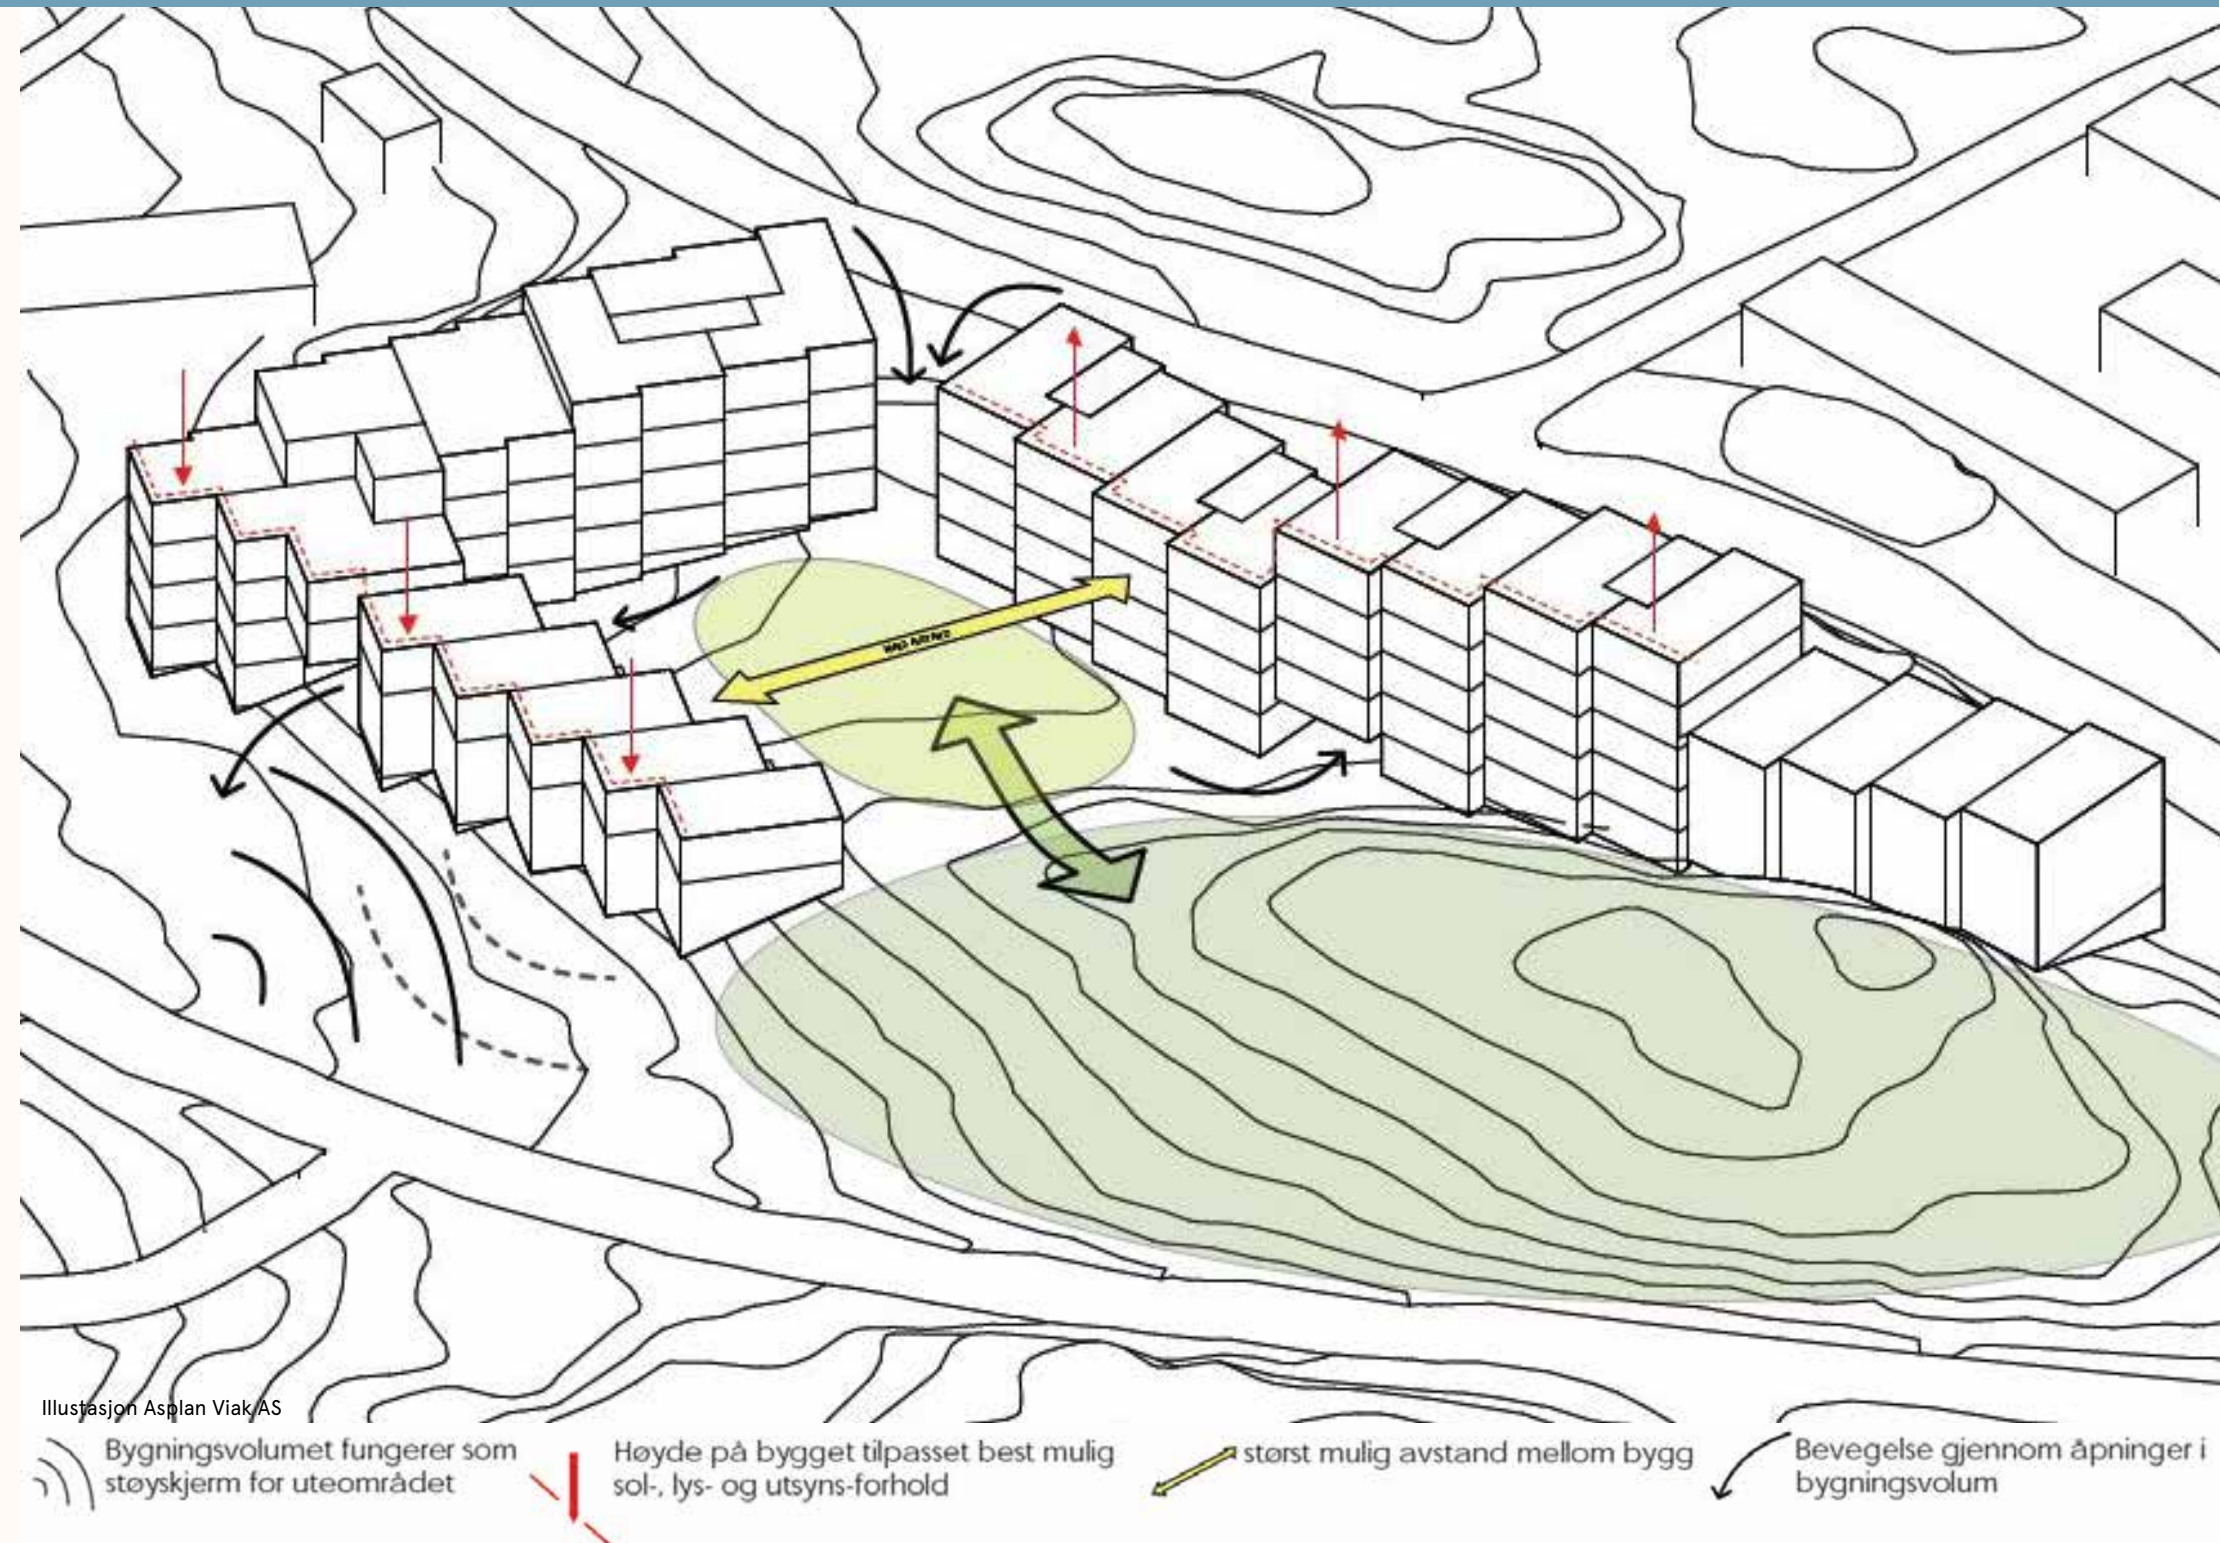 Illustasjon Asplan Viak AS
Bygningsvolumet fungerer som
støyskjerm for uteområdet
Høyde på bygget tilpasset best mulig
sol-, lys- og utsyns-forhold
størst mulig avstand mellom bygg
Bevegelse gjennom åpninger i
bygningsvolum